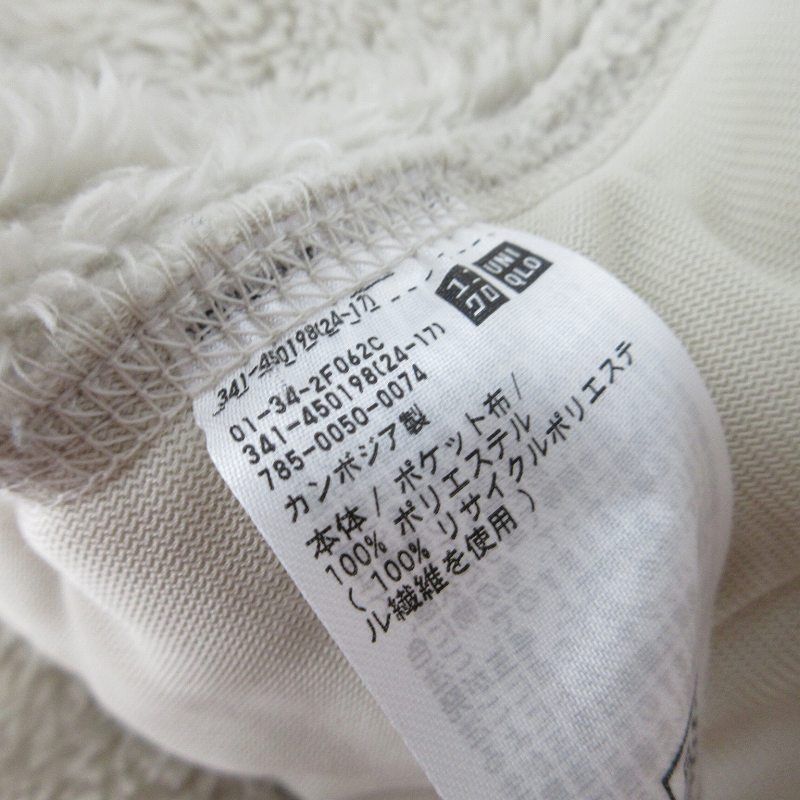 ユニ
クロ
UNI
QLO
341-450198(24-17)
01-34-2F062C
341-450198(24-17)
785-0050-0074
カンボジア製
本体/ポケット布/
100% ポリエステル
( 100% リサイクルポリエステ
ル繊維を使用 )